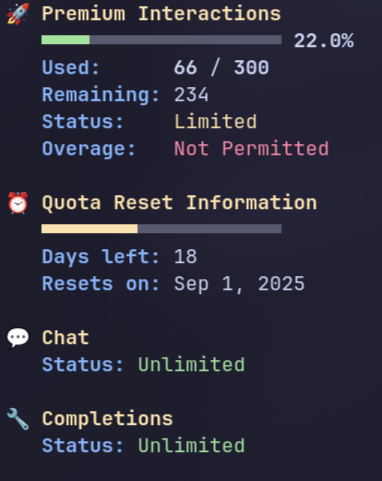 Premium Interactions
22.0%
Used: 66 / 300
Remaining: 234
Status: Limited
Overage: Not Permitted
Quota Reset Information
Days left: 18
Resets on: Sep 1, 2025
Chat
Status: Unlimited
Completions
Status: Unlimited